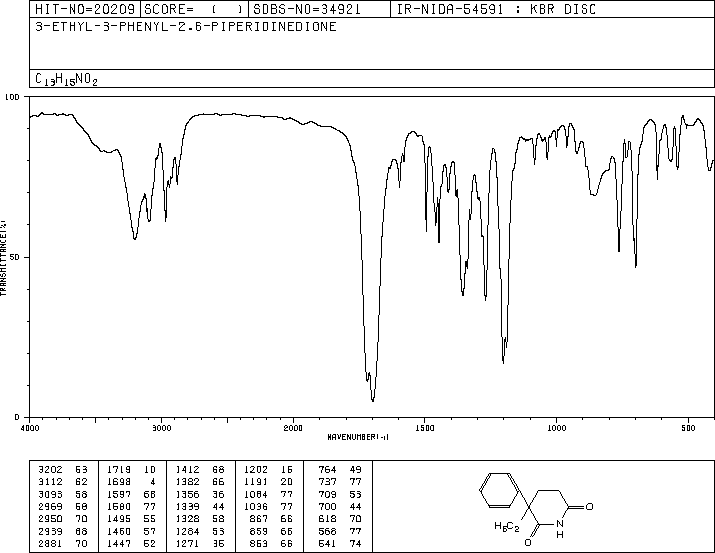 HIT-NO=20209 SCORE= ( ) SDBS-NO=34921 IR-NIDA-54591 : KBR DISC
3-ETHYL-3-PHENYL-2,6-PIPERIDINEDIONE
C13H15NO2
100
50
0
TRANSMITTANCE(%)
4000 3000 2000 1500 1000 500
WAVENUMBER(-1)
3202 53 1719 10 1412 68 1202 16 764 49
3112 62 1698 4 1382 66 1191 20 737 77
3093 58 1597 68 1356 36 1084 77 709 53
2969 58 1580 77 1339 44 1036 77 700 44
2950 70 1495 55 1328 58 867 66 618 70
2939 68 1460 57 1284 53 859 66 568 77
2881 70 1447 52 1271 35 853 66 541 74
H5C2
O
NH
O